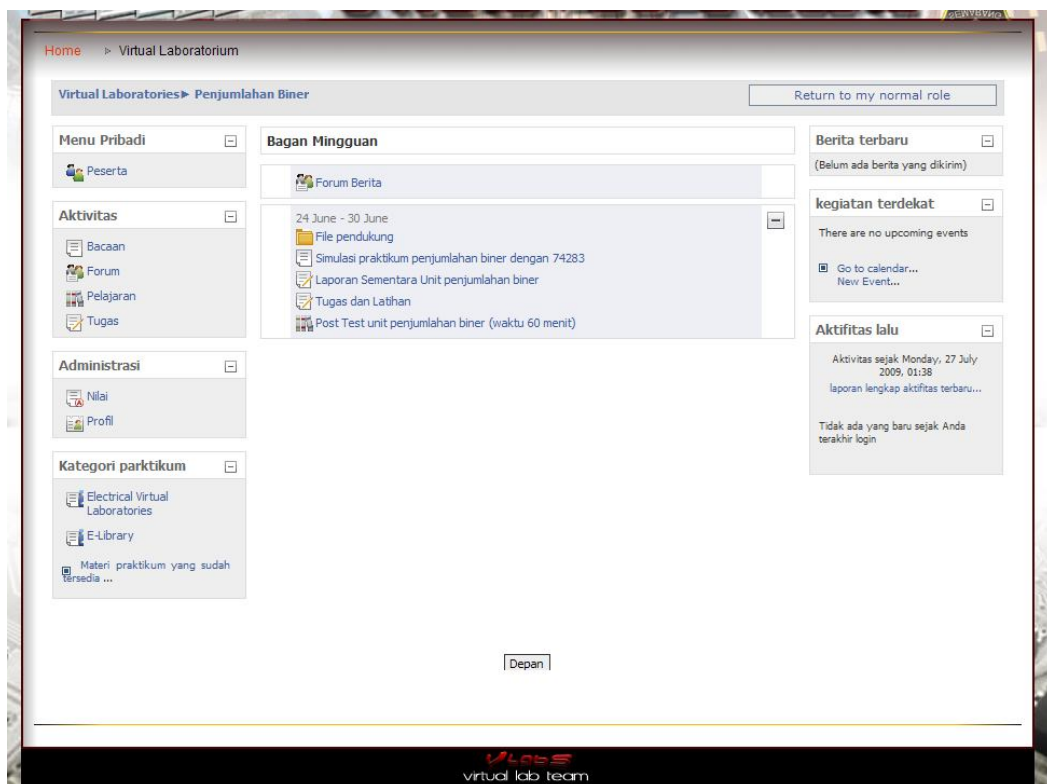 Home ▹ Virtual Laboratorium
Virtual Laboratories► Penjumlahan Biner
Return to my normal role
Menu Pribadi
Peserta
Aktivitas
Bacaan
Forum
Pelajaran
Tugas
Administrasi
Nilai
Profil
Kategori parktikum
Electrical Virtual
Laboratories
E-Library
Materi praktikum yang sudah
tersedia ...
Bagan Mingguan
Forum Berita
24 June - 30 June
File pendukung
Simulasi praktikum penjumlahan biner dengan 74283
Laporan Sementara Unit penjumlahan biner
Tugas dan Latihan
Post Test unit penjumlahan biner (waktu 60 menit)
Berita terbaru
(Belum ada berita yang dikirim)
kegiatan terdekat
There are no upcoming events
Go to calendar...
New Event...
Aktifitas lalu
Aktivitas sejak Monday, 27 July
2009, 01:38
laporan lengkap aktifitas terbaru...
Tidak ada yang baru sejak Anda
terakhir login
Depan
VLabS
virtual lab team